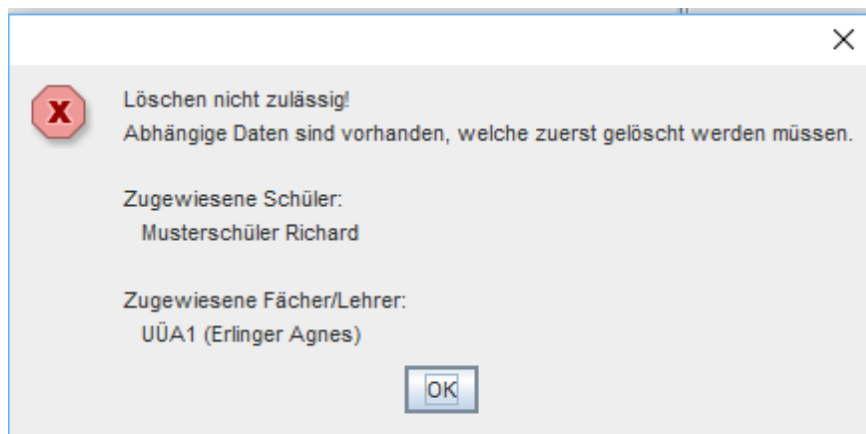 Löschen nicht zulässig!
Abhängige Daten sind vorhanden, welche zuerst gelöscht werden müssen.
Zugewiesene Schüler:
Musterschüler Richard
Zugewiesene Fächer/Lehrer:
UÜA1 (Erlinger Agnes)
OK